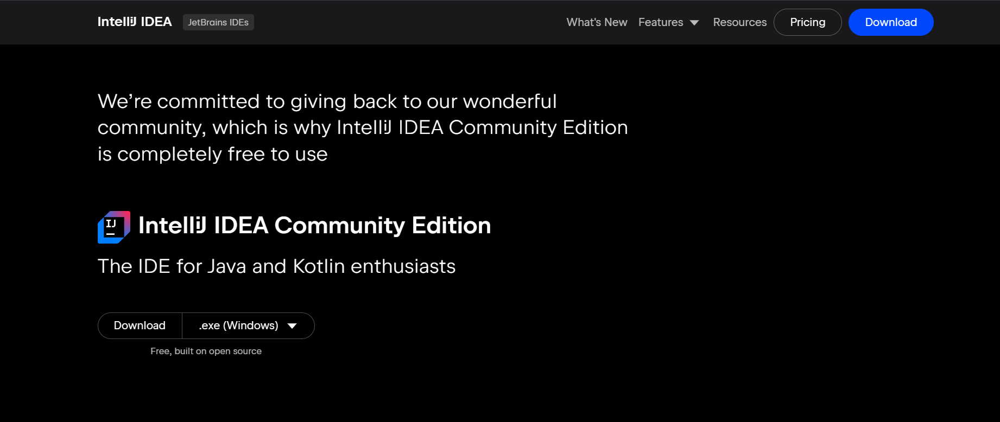 IntelliJ IDEA JetBrains IDEs What's New Features Resources Pricing Download
We’re committed to giving back to our wonderful
community, which is why IntelliJ IDEA Community Edition
is completely free to use
IJ IntelliJ IDEA Community Edition
The IDE for Java and Kotlin enthusiasts
Download .exe (Windows)
Free, built on open source